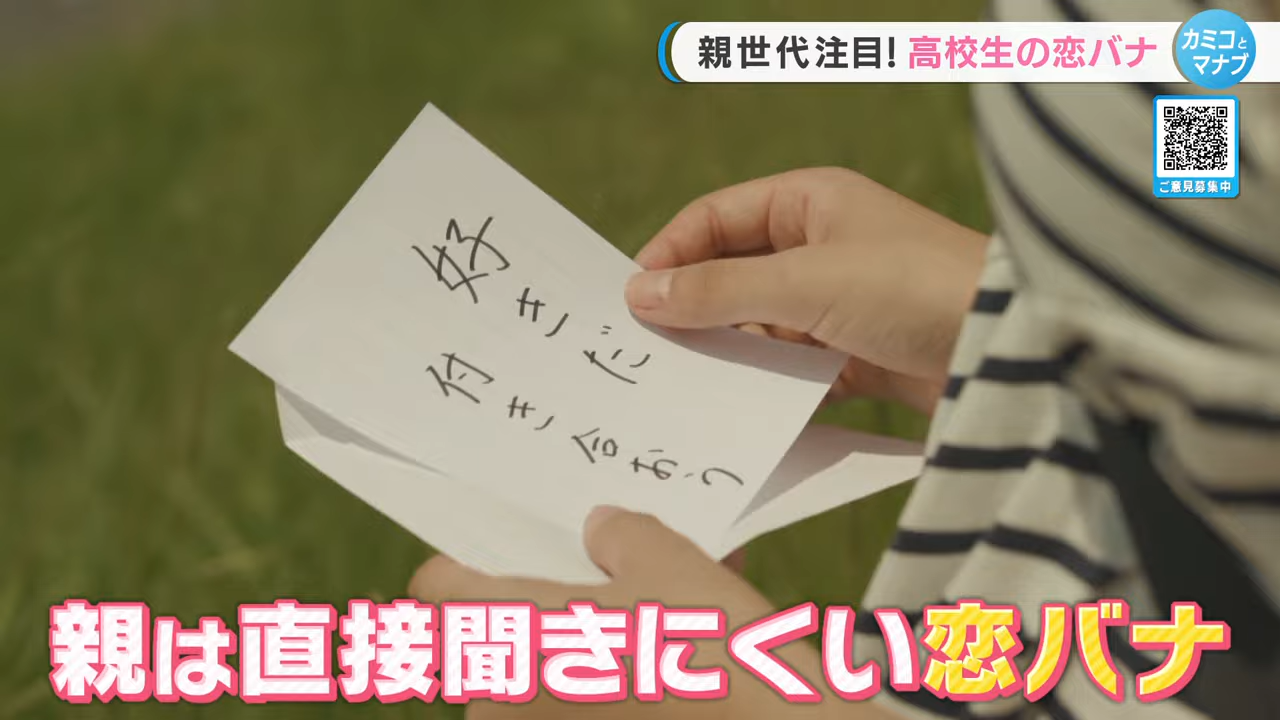 親世代注目!高校生の恋バナ
カミコと
マナブ
ご意見募集中
好きだ
付き合おう
親は直接聞きにくい恋バナ